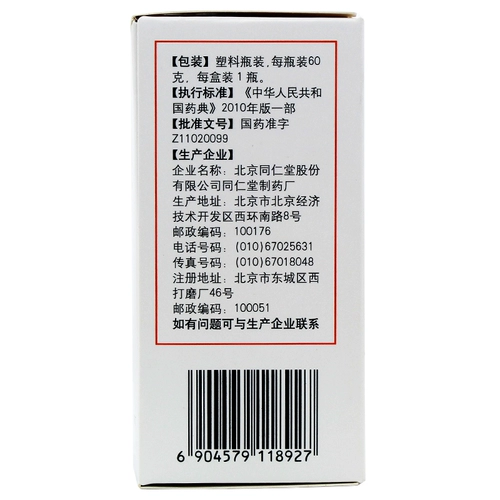 【包装】塑料瓶装,每瓶装60
克，每盒装1瓶。
【执行标准】《中华人民共和
国药典》2010年版一部
【批准文号】国药准字
Z11020099
【生产企业】
企业名称：北京同仁堂股份
有限公司同仁堂制药厂
生产地址：北京市北京经济
技术开发区西环南路8号
邮政编码：100176
电话号码：(010)67025631
传真号码：(010)67018048
注册地址：北京市东城区西
打磨厂46号
邮政编码：100051
如有问题可与生产企业联系
6 904579 118927